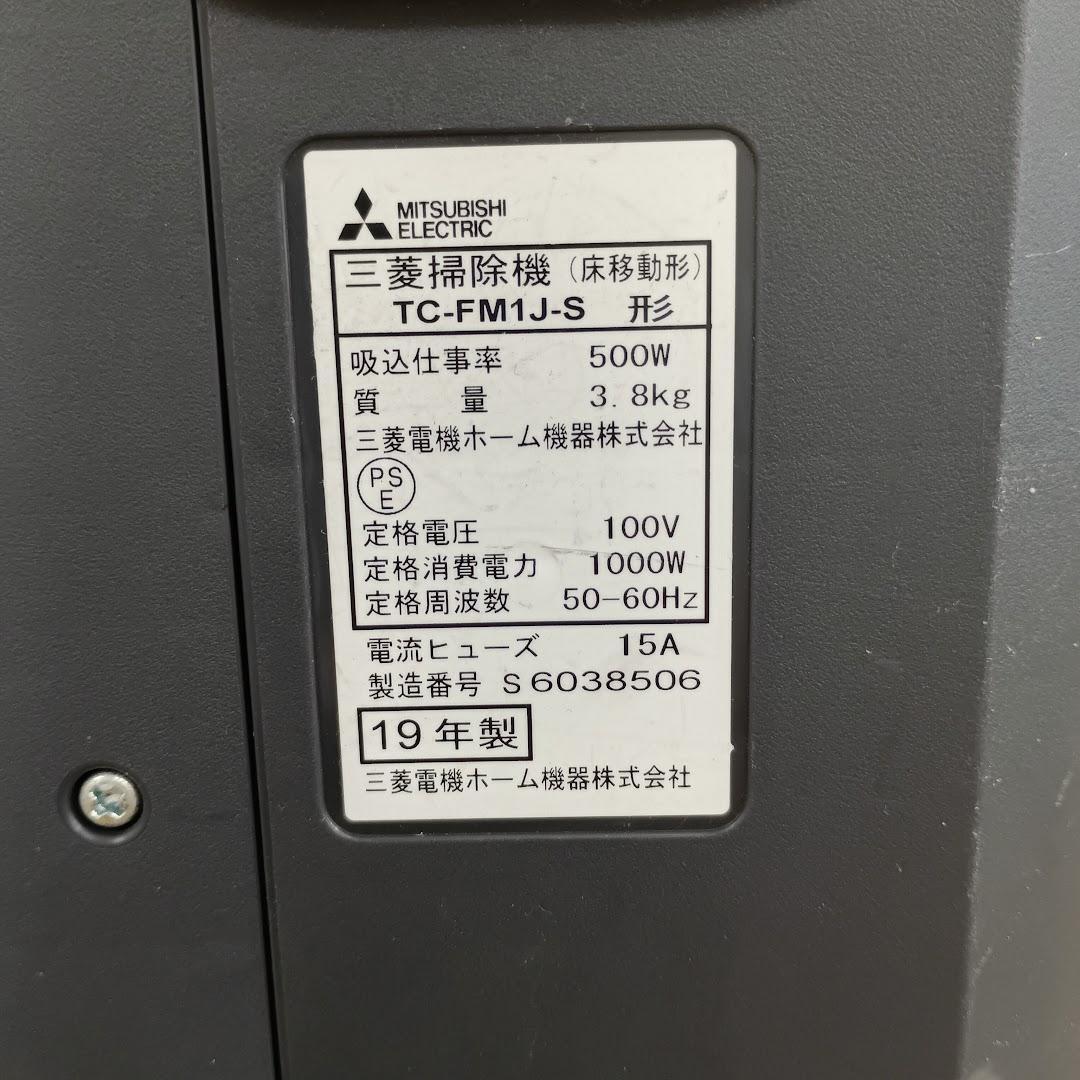 MITSUBISHI
ELECTRIC
三菱掃除機(床移動形)
TC-FM1J-S 形
吸込仕事率 500W
質 量 3.8kg
三菱電機ホーム機器株式会社
PS
E
定格電圧 100V
定格消費電力 1000W
定格周波数 50-60Hz
電流ヒューズ 15A
製造番号 S6038506
19年製
三菱電機ホーム機器株式会社